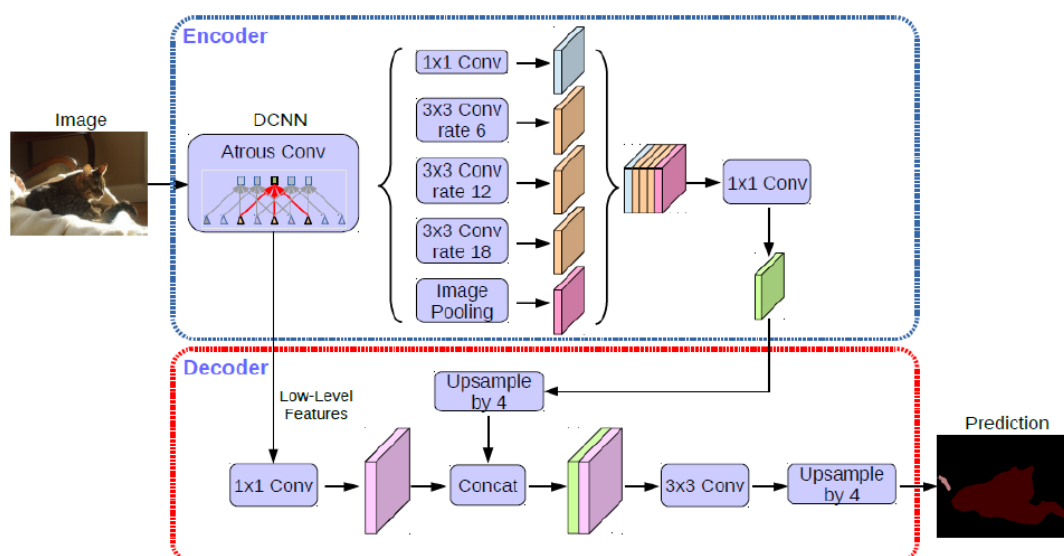 Encoder
Image
DCNN
Atrous Conv
1x1 Conv
3x3 Conv
rate 6
3x3 Conv
rate 12
3x3 Conv
rate 18
Image
Pooling
1x1 Conv
Decoder
Low-Level
Features
Upsample
by 4
1x1 Conv
Concat
3x3 Conv
Upsample
by 4
Prediction